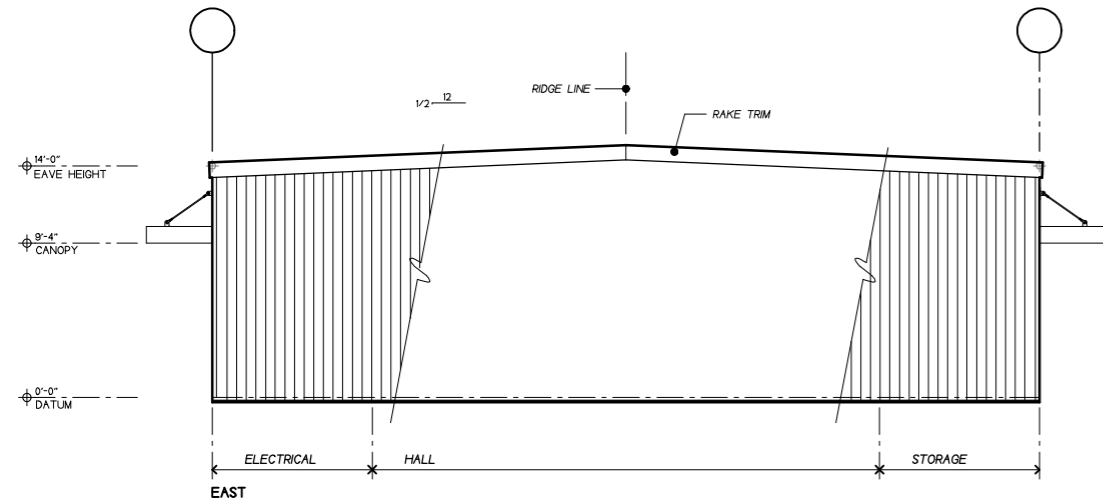 RIDGE LINE
12
1/2
RAKE TRIM
14'-0"
EAVE HEIGHT
9'-4"
CANOPY
0'-0"
DATUM
ELECTRICAL
HALL
STORAGE
EAST